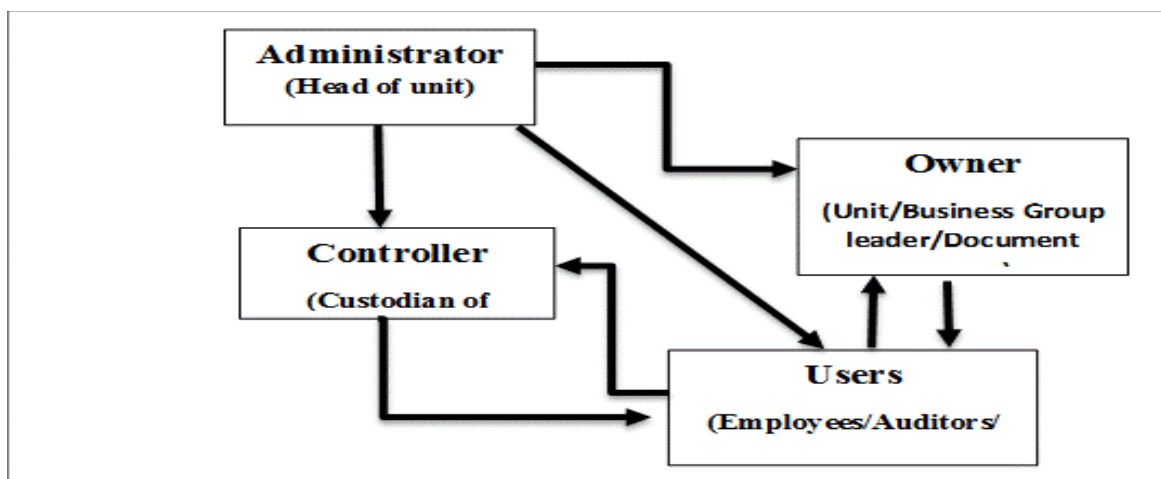 Administrator
(Head of unit)
Owner
(Unit/Business Group
leader/Document
Controller
(Custodian of
Users
(Employees/Auditors/